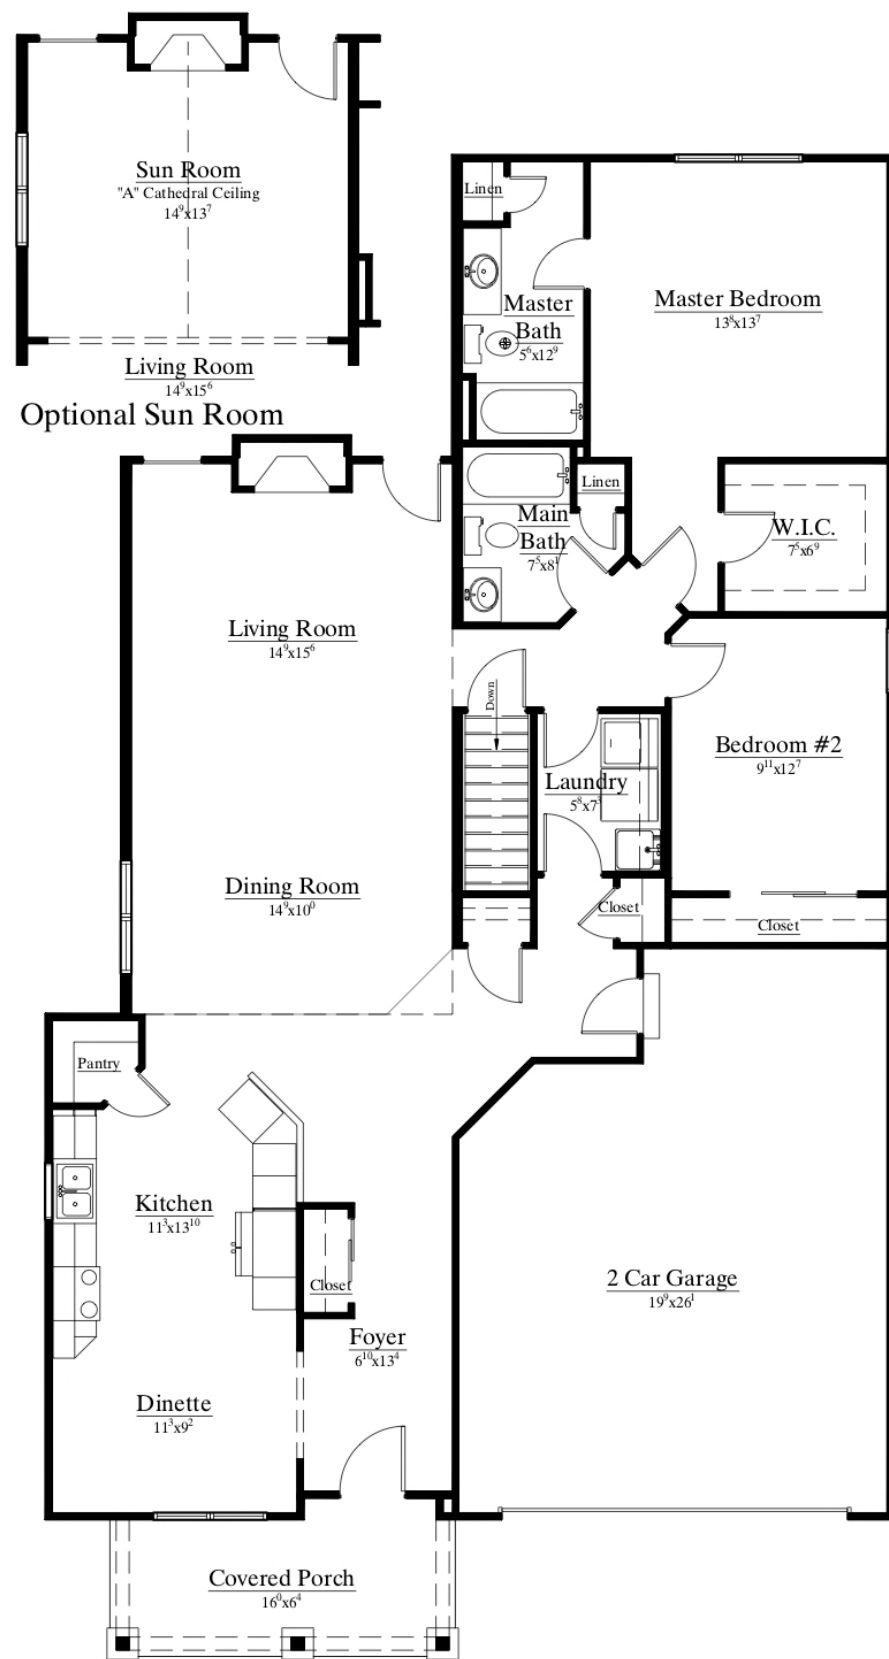 Sun Room
"A" Cathedral Ceiling
14⁹x13⁷
Living Room
14⁹x15⁶
Optional Sun Room
Linen
Master
Bath
5⁶x12⁹
Master Bedroom
13⁸x13⁷
Linen
Main
Bath
7⁵x8¹
W.I.C.
7⁵x6⁹
Living Room
14⁹x15⁶
Down
Bedroom #2
9¹¹x12⁷
Laundry
5⁸x7³
Dining Room
14⁹x10⁰
Closet
Closet
Pantry
Kitchen
11³x13¹⁰
Closet
2 Car Garage
19⁹x26¹
Foyer
6¹⁰x13⁴
Dinette
11³x9²
Covered Porch
16⁰x6⁴